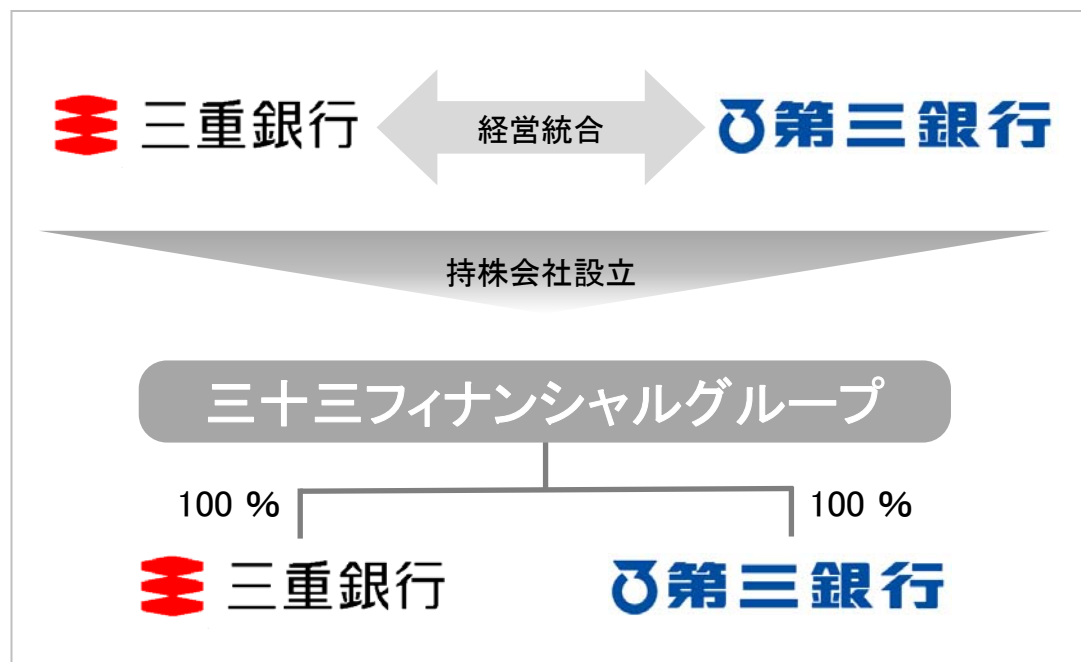 三重銀行
経営統合
第三銀行
持株会社設立
三十三フィナンシャルグループ
100 %
100 %
三重銀行
第三銀行